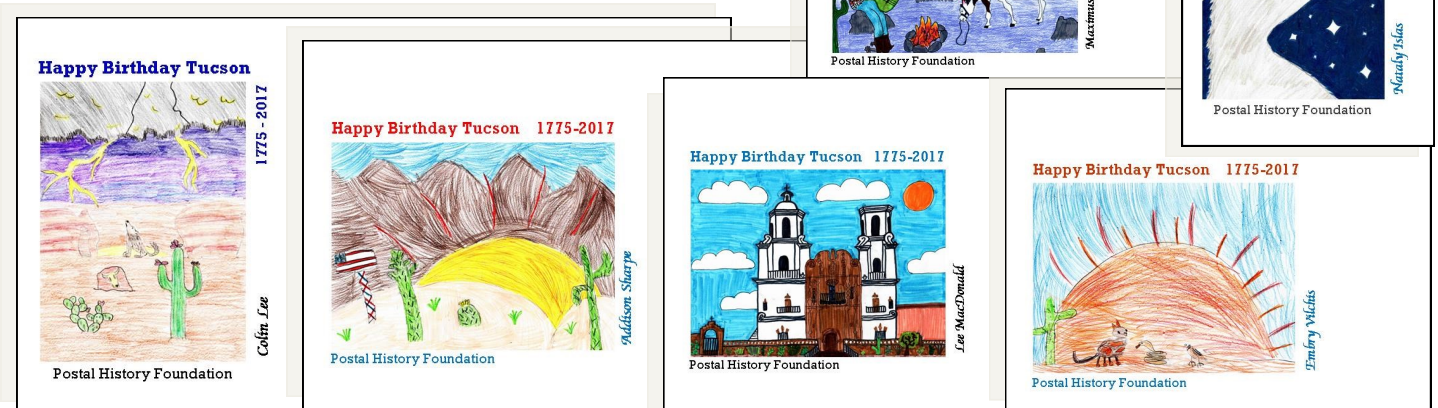 Happy Birthday Tucson
1775 - 2017
Colin Lee
Postal History Foundation
Happy Birthday Tucson 1775-2017
Addison Sharpe
Postal History Foundation
Maximus
Postal History Foundation
Happy Birthday Tucson 1775-2017
Lee MacDonald
Postal History Foundation
Nataly Islas
Postal History Foundation
Happy Birthday Tucson 1775-2017
Embry Vilchis
Postal History Foundation